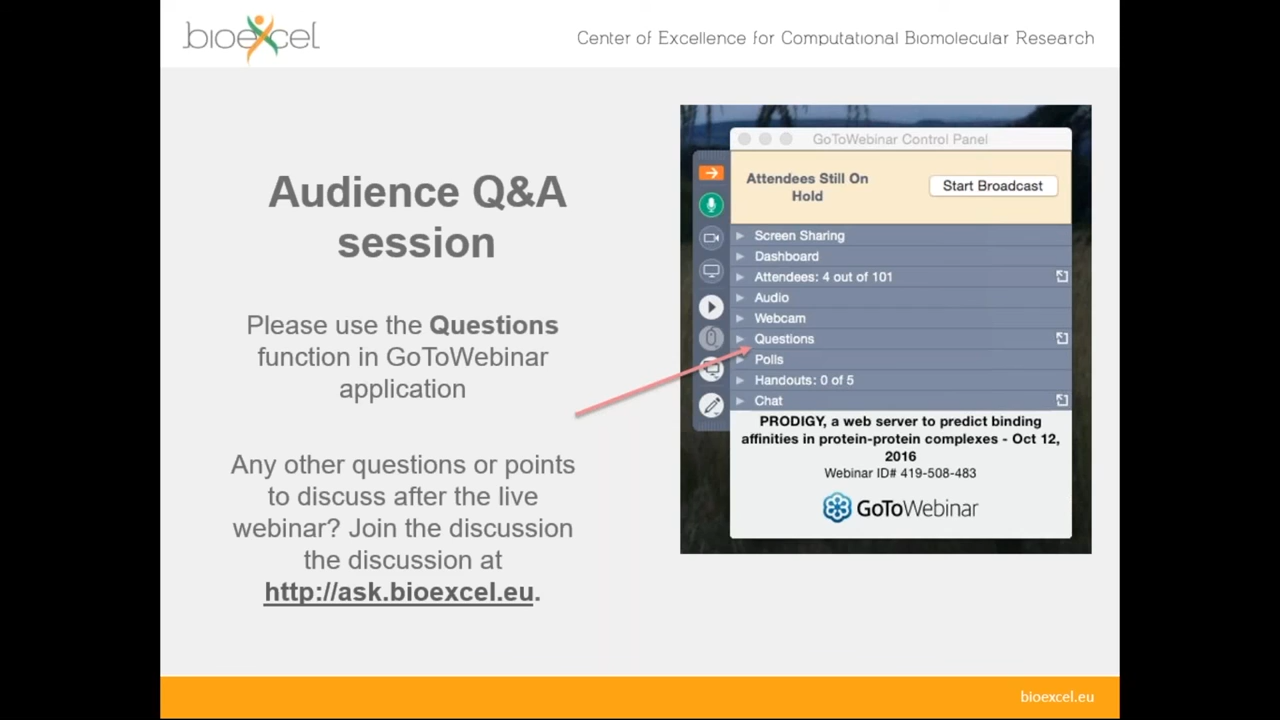 bioexcel
Center of Excellence for Computational Biomolecular Research
Audience Q&A
session
Please use the Questions
function in GoToWebinar
application
Any other questions or points
to discuss after the live
webinar? Join the discussion
the discussion at
http://ask.bioexcel.eu.
GoToWebinar Control Panel
Attendees Still On
Hold
Start Broadcast
Screen Sharing
Dashboard
Attendees: 4 out of 101
Audio
Webcam
Questions
Polls
Handouts: 0 of 5
Chat
PRODIGY, a web server to predict binding
affinities in protein-protein complexes - Oct 12,
2016
Webinar ID# 419-508-483
GoToWebinar
bioexcel.eu